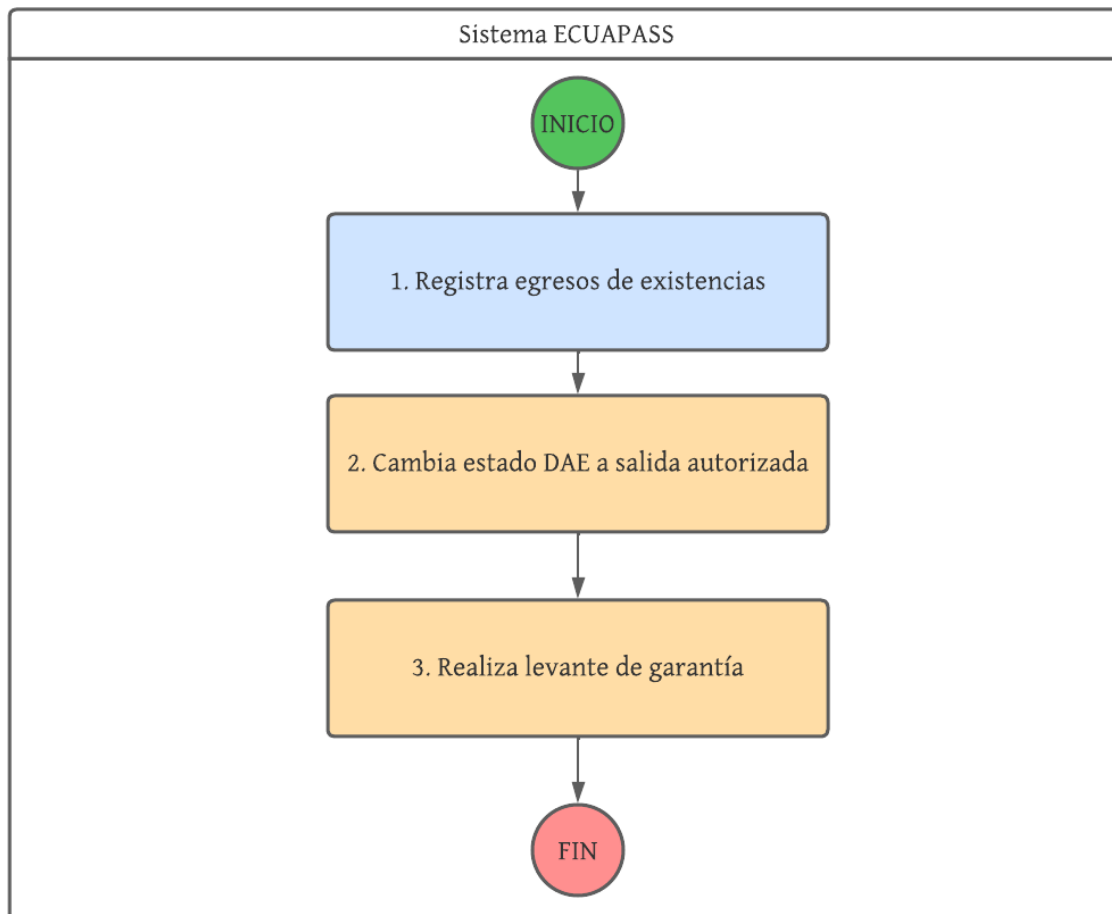 Sistema ECUAPASS
INICIO
1. Registra egresos de existencias
2. Cambia estado DAE a salida autorizada
3. Realiza levante de garantía
FIN